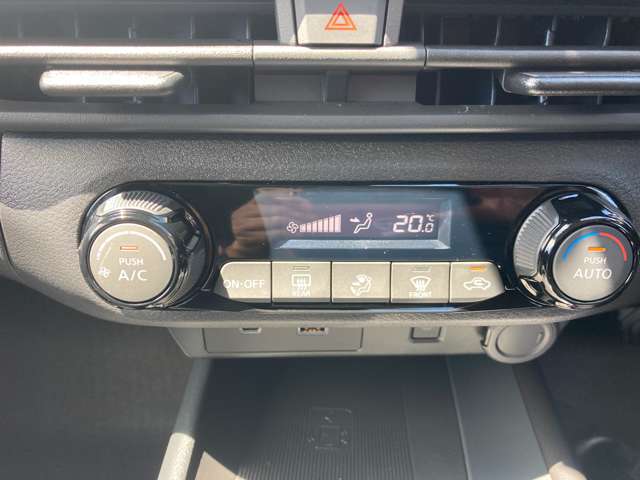 20.0 °C
PUSH
A/C
ON·OFF
REAR
FRONT
PUSH
AUTO